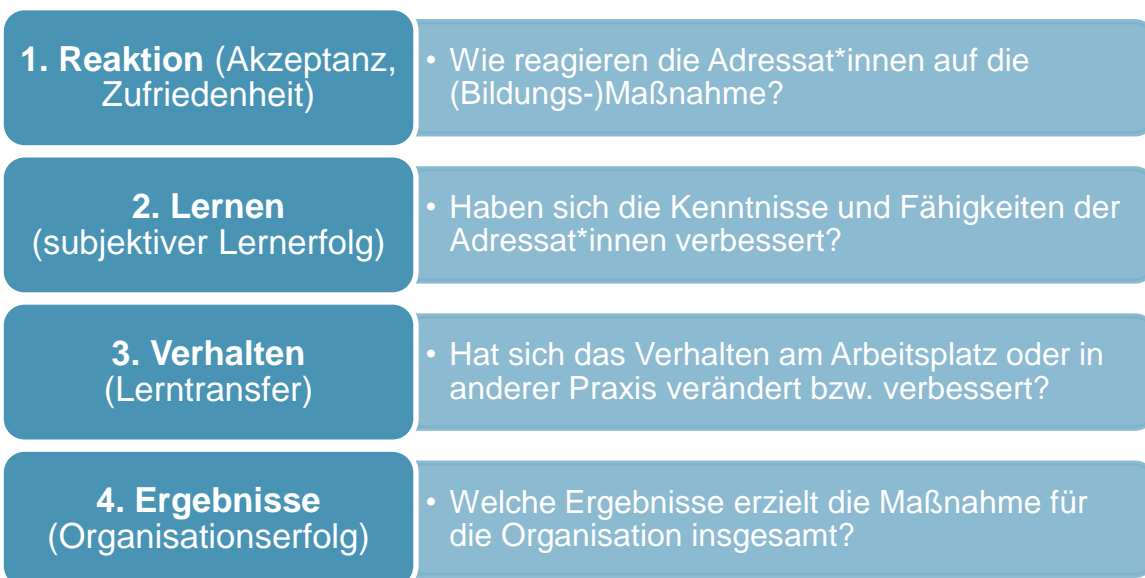 1. Reaktion (Akzeptanz,
Zufriedenheit)
• Wie reagieren die Adressat*innen auf die
(Bildungs-)Maßnahme?
2. Lernen
(subjektiver Lernerfolg)
• Haben sich die Kenntnisse und Fähigkeiten der
Adressat*innen verbessert?
3. Verhalten
(Lerntransfer)
• Hat sich das Verhalten am Arbeitsplatz oder in
anderer Praxis verändert bzw. verbessert?
4. Ergebnisse
(Organisationserfolg)
• Welche Ergebnisse erzielt die Maßnahme für
die Organisation insgesamt?